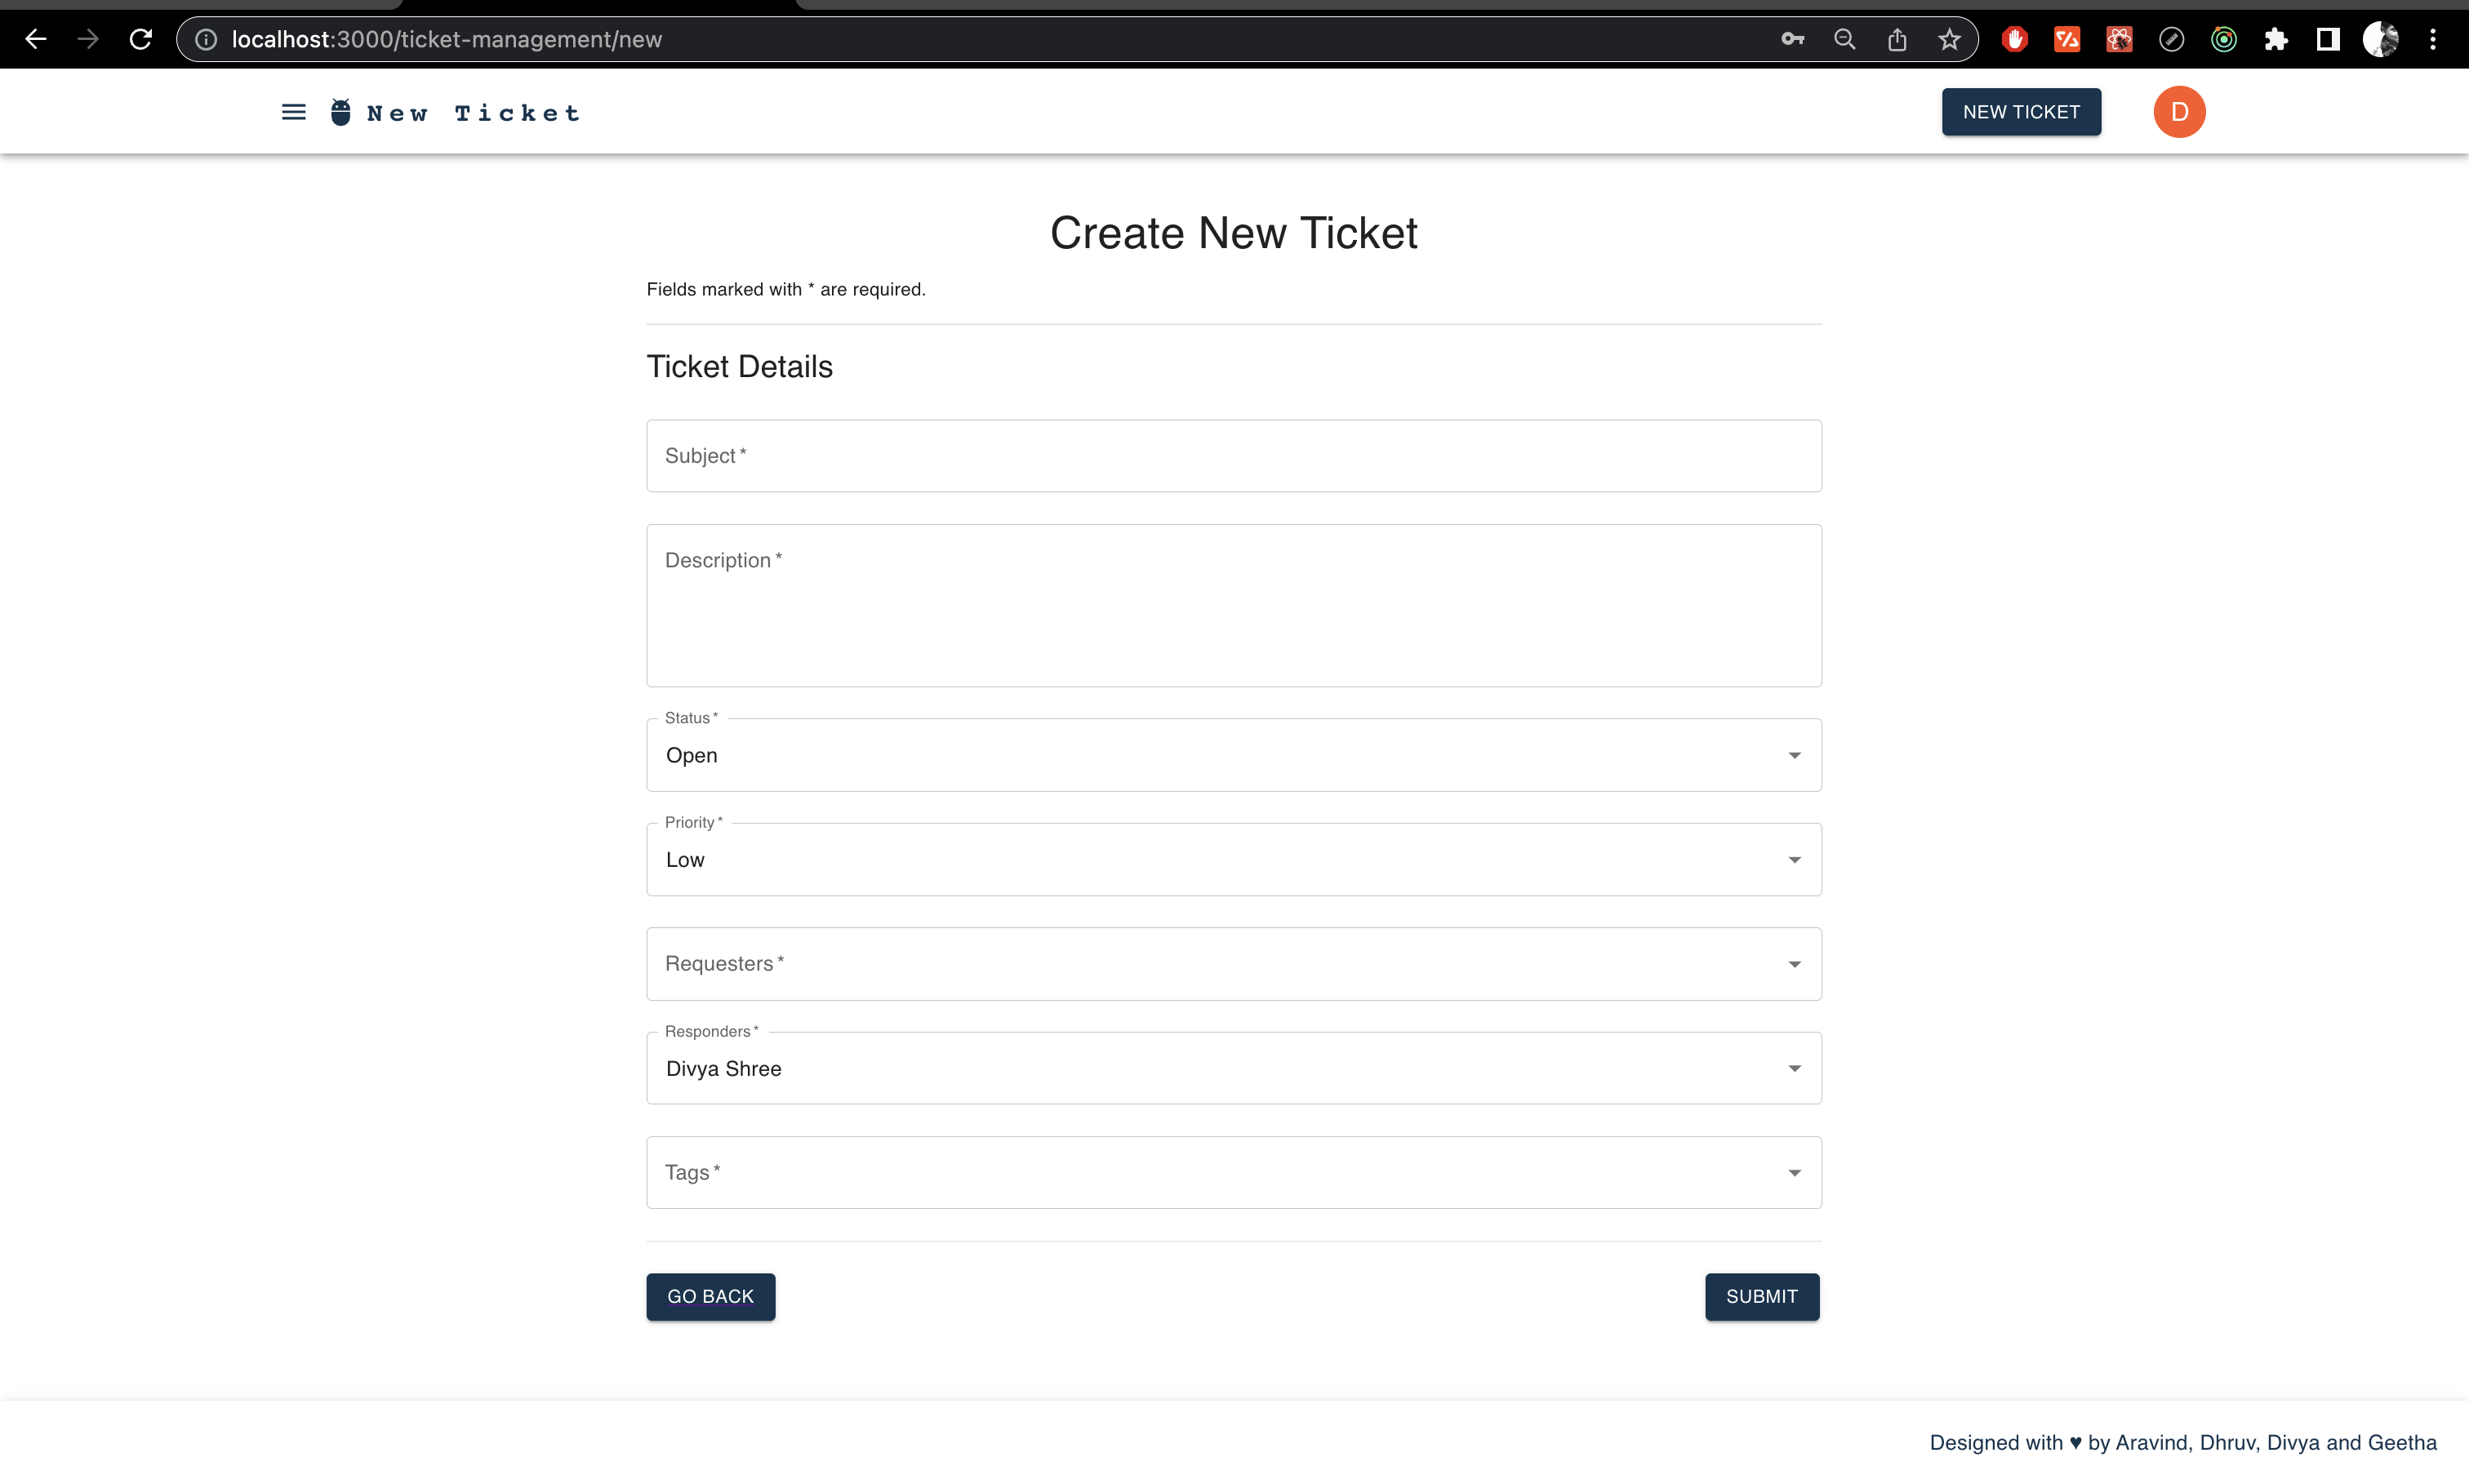 localhost:3000/ticket-management/new
New Ticket
NEW TICKET
D
Create New Ticket
Fields marked with * are required.
Ticket Details
Subject *
Description *
Status *
Open
Priority *
Low
Requesters *
Responders *
Divya Shree
Tags *
GO BACK
SUBMIT
Designed with ♥ by Aravind, Dhruv, Divya and Geetha